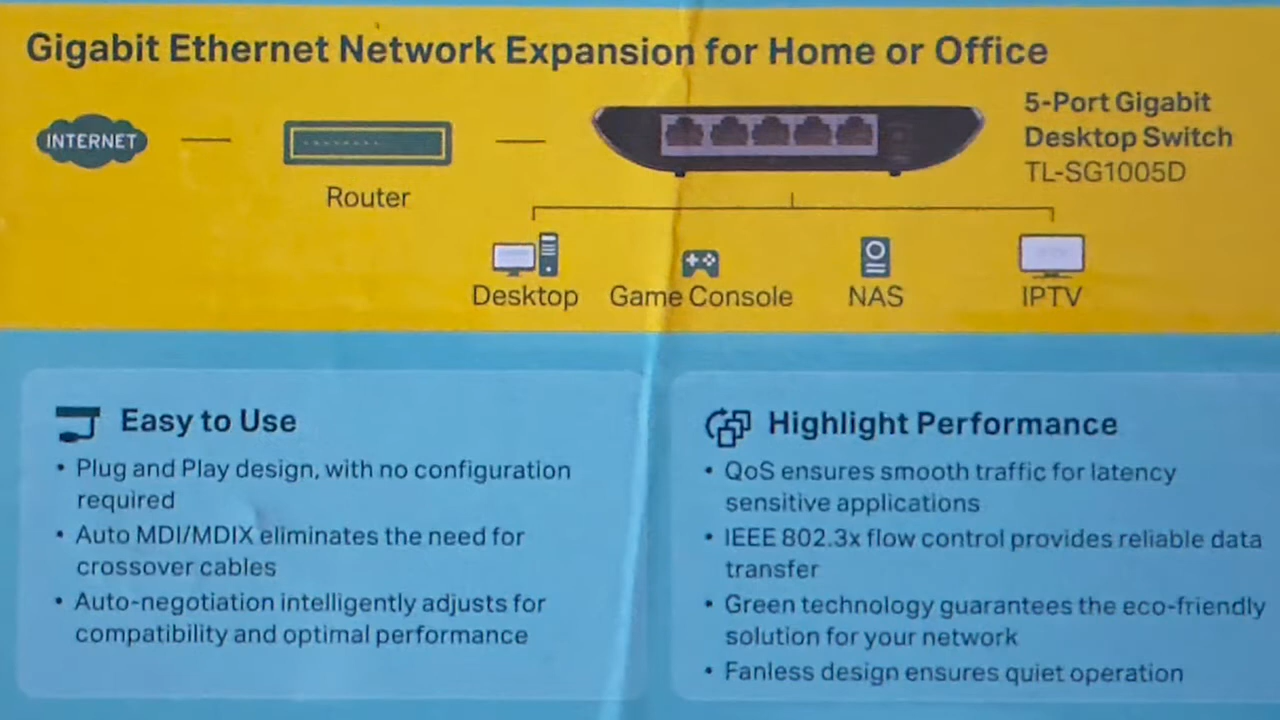 Gigabit Ethernet Network Expansion for Home or Office
INTERNET
Router
5-Port Gigabit
Desktop Switch
TL-SG1005D
Desktop
Game Console
NAS
IPTV
Easy to Use
• Plug and Play design, with no configuration
required
• Auto MDI/MDIX eliminates the need for
crossover cables
• Auto-negotiation intelligently adjusts for
compatibility and optimal performance
Highlight Performance
• QoS ensures smooth traffic for latency
sensitive applications
• IEEE 802.3x flow control provides reliable data
transfer
• Green technology guarantees the eco-friendly
solution for your network
• Fanless design ensures quiet operation